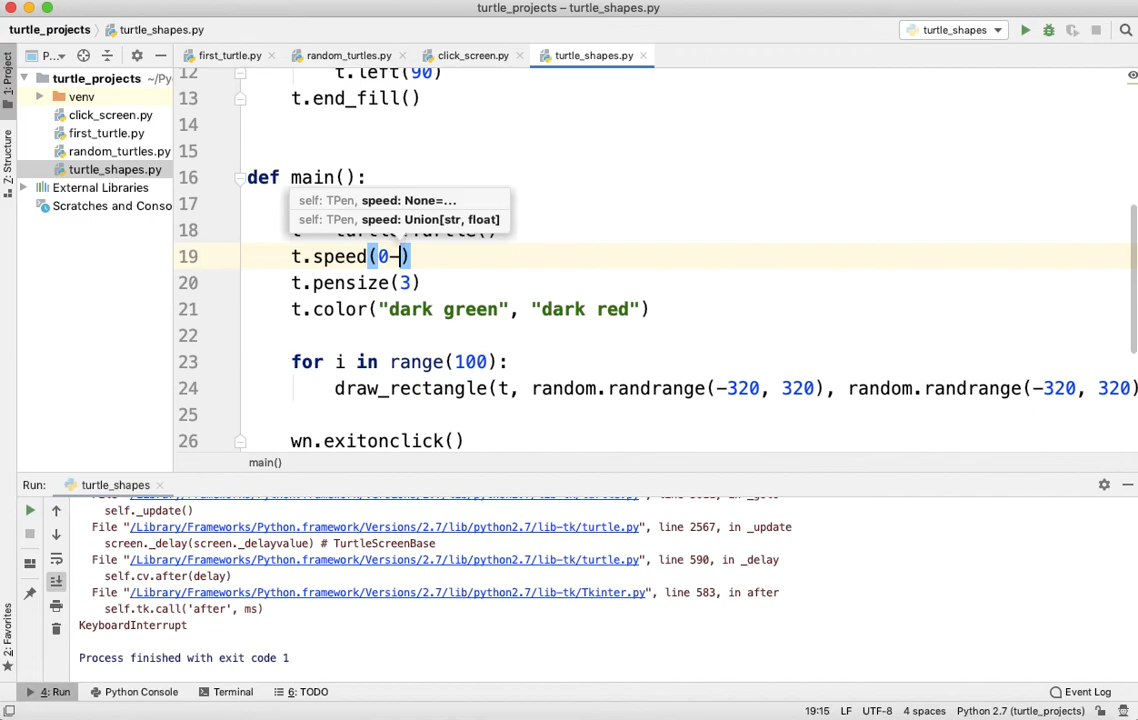 turtle_projects – turtle_shapes.py
turtle_projects turtle_shapes.py turtle_shapes
P... first_turtle.py random_turtles.py click_screen.py turtle_shapes.py
1: Project
Z: Structure
2: Favorites
turtle_projects ~/Py
venv
click_screen.py
first_turtle.py
random_turtles.py
turtle_shapes.py
External Libraries
Scratches and Conso
12 t.left(90)
13 t.end_fill()
14
15
16 def main():
17
self: TPen, speed: None=...
self: TPen, speed: Union[str, float]
18 t = turtle.Turtle()
19 t.speed(0-)
20 t.pensize(3)
21 t.color("dark green", "dark red")
22
23 for i in range(100):
24 draw_rectangle(t, random.randrange(-320, 320), random.randrange(-320, 320)
25
26 wn.exitonclick()
main()
Run: turtle_shapes
self._update()
File "/Library/Frameworks/Python.framework/Versions/2.7/lib/python2.7/lib-tk/turtle.py", line 2567, in _update
screen._delay(screen._delayvalue) # TurtleScreenBase
File "/Library/Frameworks/Python.framework/Versions/2.7/lib/python2.7/lib-tk/turtle.py", line 590, in _delay
self.cv.after(delay)
File "/Library/Frameworks/Python.framework/Versions/2.7/lib/python2.7/lib-tk/Tkinter.py", line 583, in after
self.tk.call('after', ms)
KeyboardInterrupt
Process finished with exit code 1
4: Run Python Console Terminal 6: TODO Event Log
19:15 LF UTF-8 4 spaces Python 2.7 (turtle_projects)